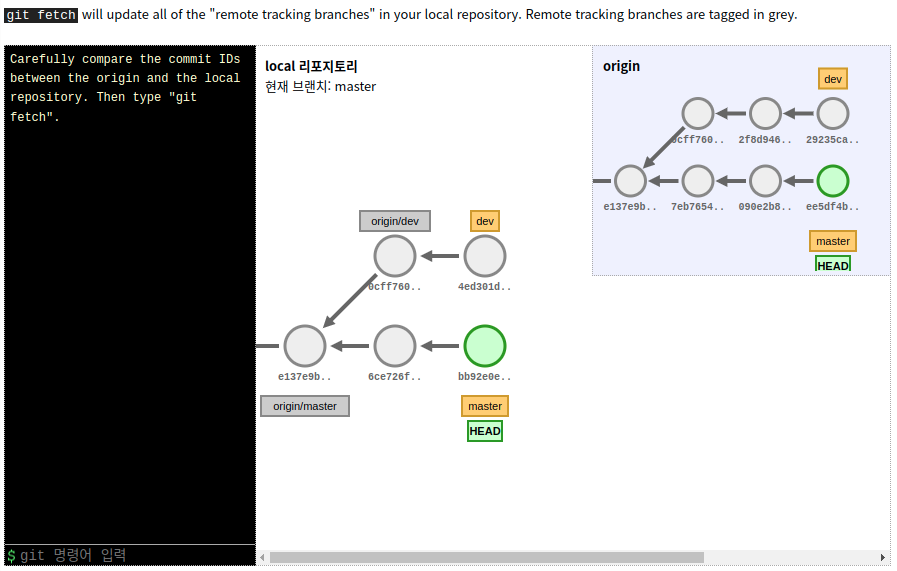 git fetch will update all of the "remote tracking branches" in your local repository. Remote tracking branches are tagged in grey.
Carefully compare the commit IDs
between the origin and the local
repository. Then type "git
fetch".
local 리포지토리
현재 브랜치: master
origin
dev
0cff760..
2f8d946..
29235ca..
e137e9b..
7eb7654..
090e2b8..
ee5df4b..
master
HEAD
origin/dev
dev
0cff760..
4ed301d..
e137e9b..
6ce726f..
bb92e0e..
origin/master
master
HEAD
$ git 명령어 입력